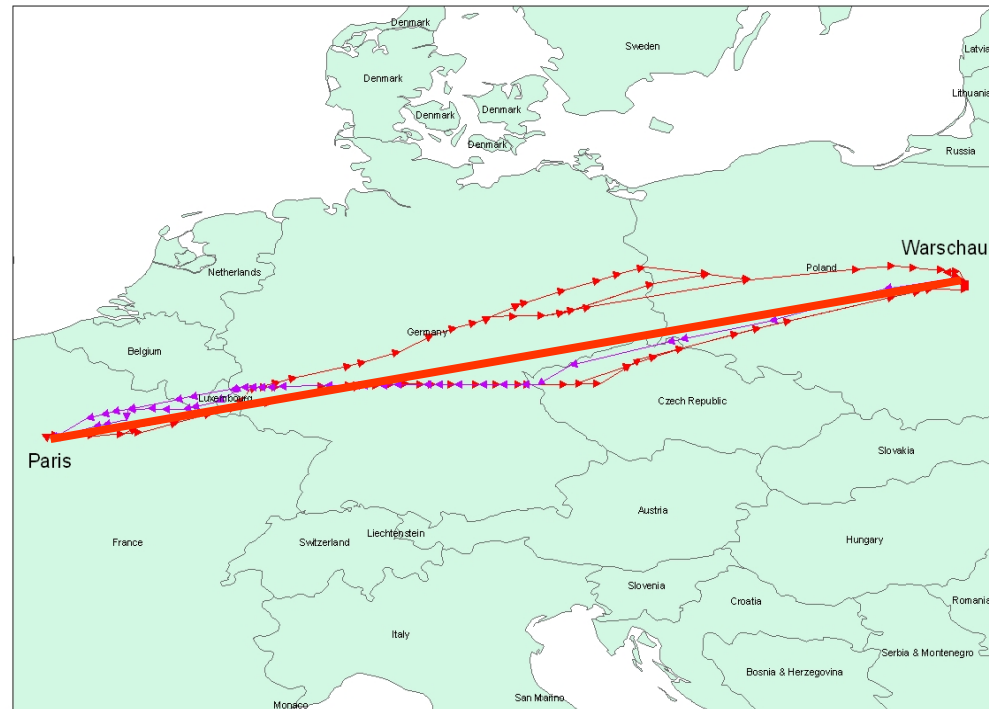 Denmark
Sweden
Latvia
Denmark
Lithuania
Denmark
Denmark
Denmark
Russia
Warschau
Netherlands
Poland
Germany
Belgium
Luxembourg
Czech Republic
Paris
Slovakia
Austria
Liechtenstein
France
Switzerland
Hungary
Slovenia
Croatia
Romania
Italy
Serbia & Montenegro
Bosnia & Herzegovina
San Marino
Monaco